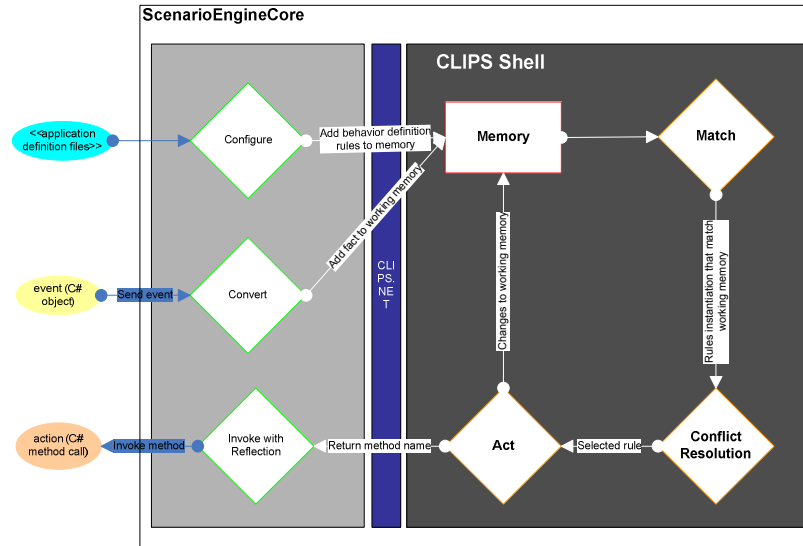 ScenarioEngineCore
CLIPS Shell
<<application
definition files>>
Configure
Add behavior definition
rules to memory
Memory
Match
Add fact to working memory
CLI
PS.
NE
T
Changes to working memory
Rules instantiation that match
working memory
event (C#
object)
Send event
Convert
action (C#
method call)
Invoke method
Invoke with
Reflection
Return method name
Act
Selected rule
Conflict
Resolution